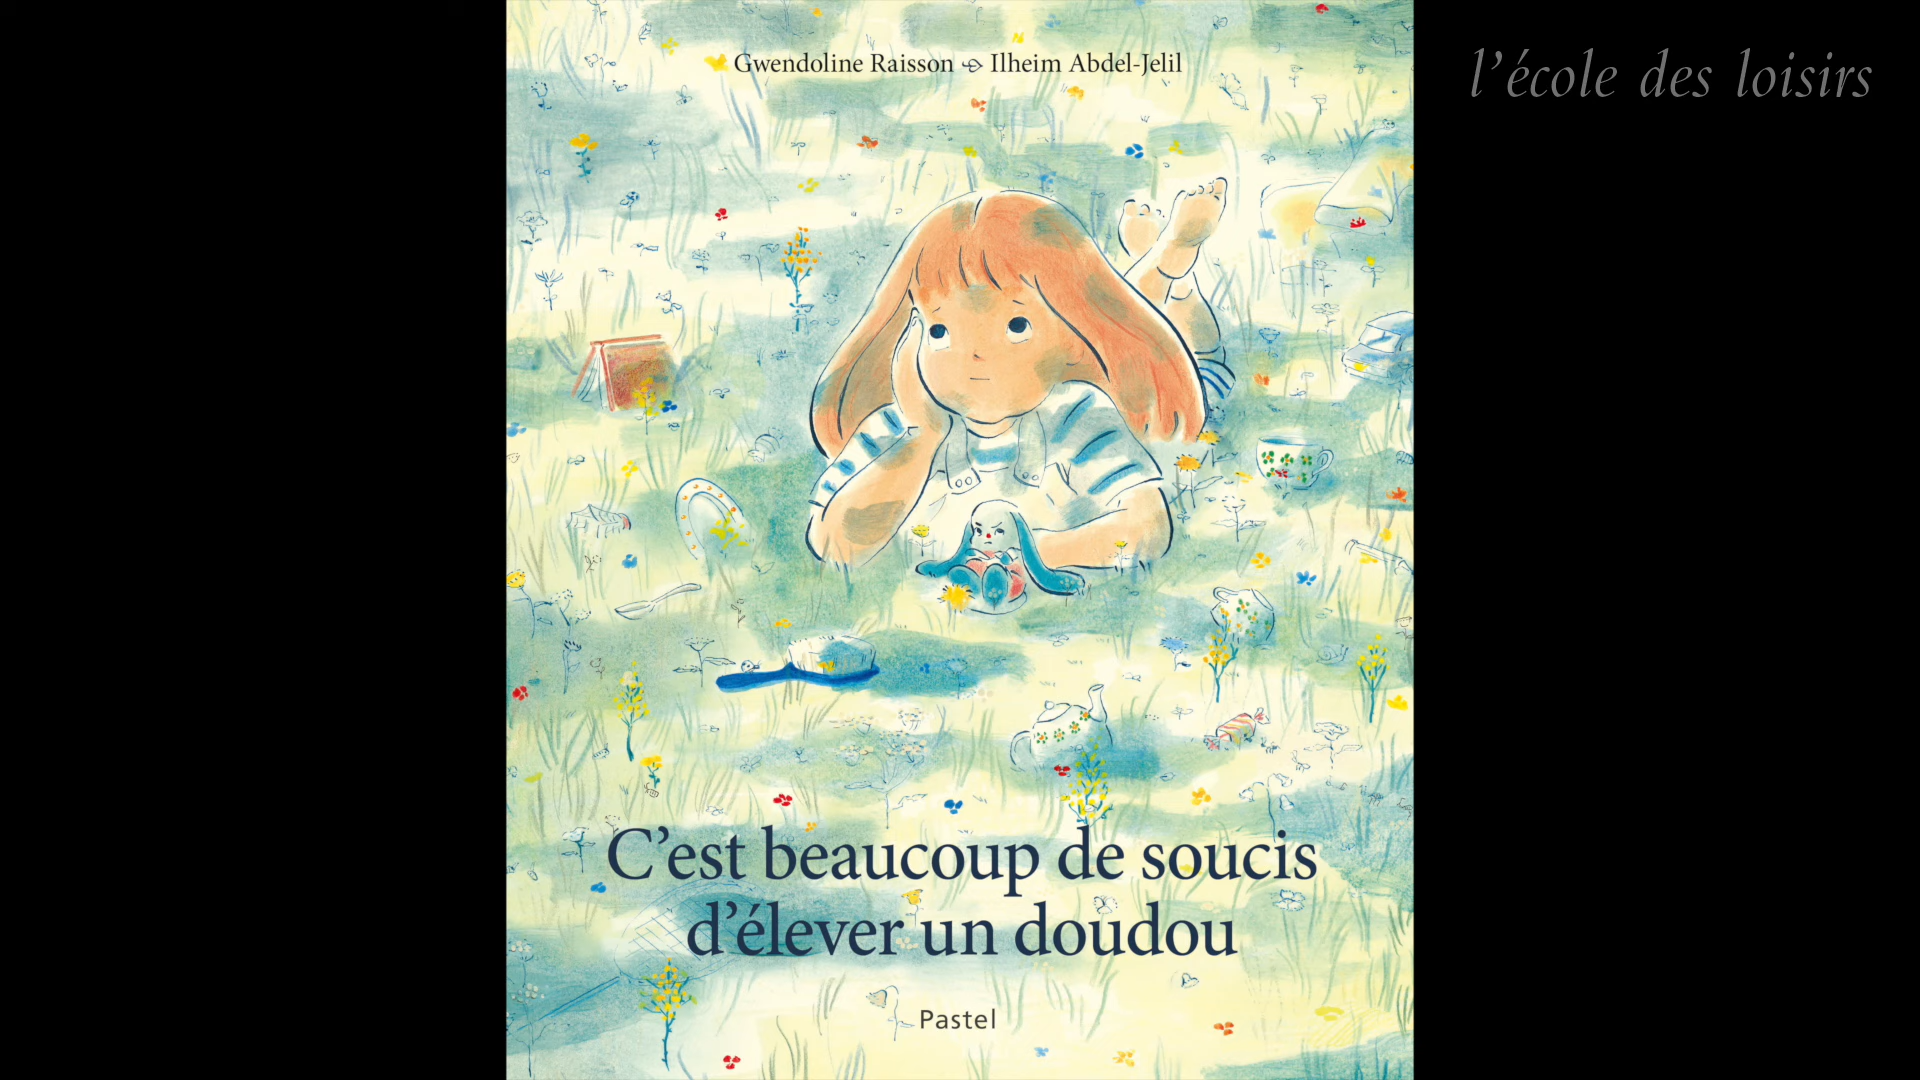 Gwendoline Raisson Ilheim Abdel-Jelil
l'école des loisirs
C'est beaucoup de soucis
d'élever un doudou
Pastel